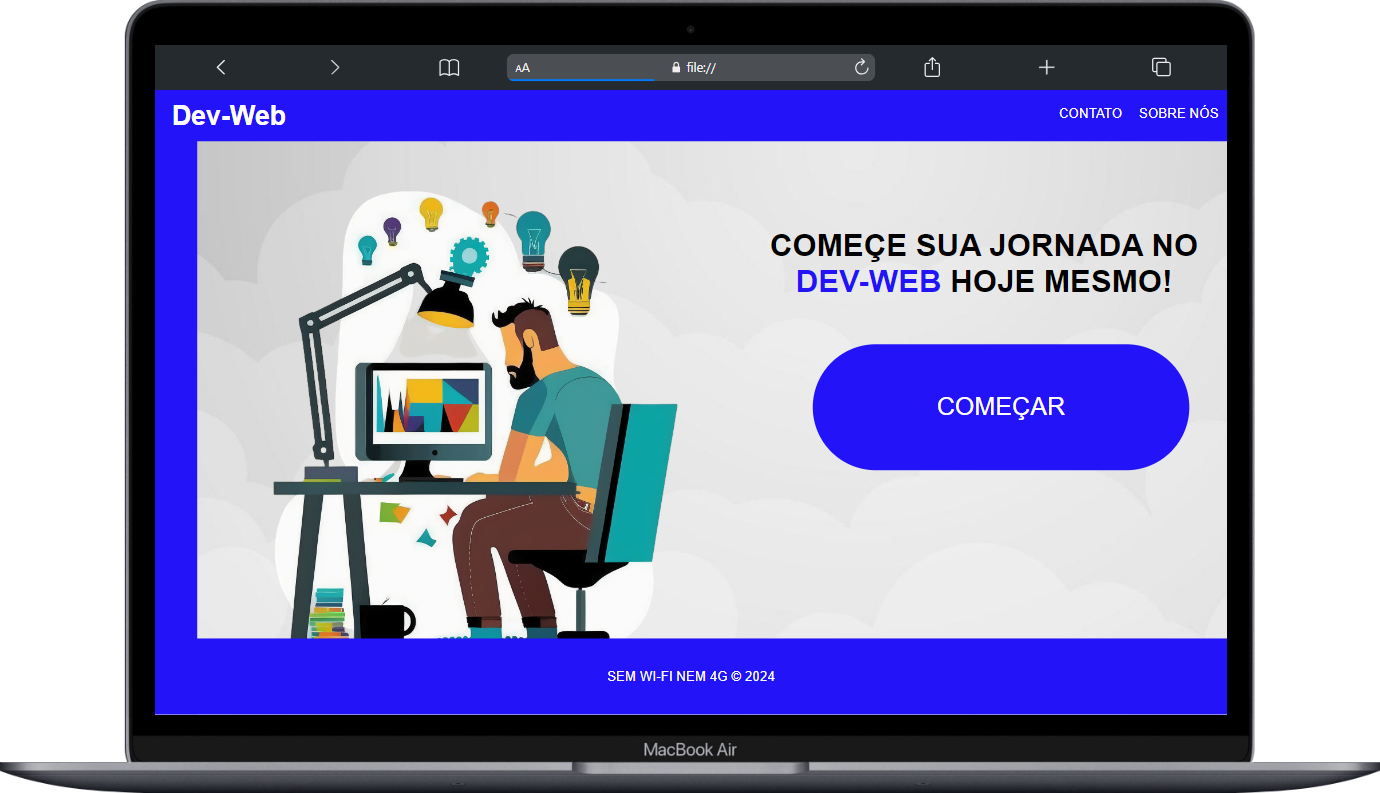 AA
file://
Dev-Web
CONTATO SOBRE NÓS
COMEÇE SUA JORNADA NO
DEV-WEB HOJE MESMO!
COMEÇAR
SEM WI-FI NEM 4G © 2024
MacBook Air